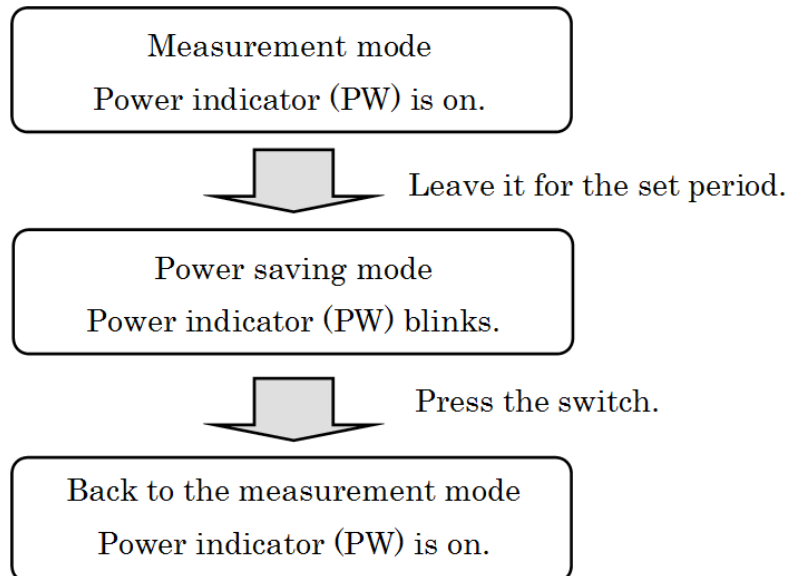 Measurement mode
Power indicator (PW) is on.
Leave it for the set period.
Power saving mode
Power indicator (PW) blinks.
Press the switch.
Back to the measurement mode
Power indicator (PW) is on.